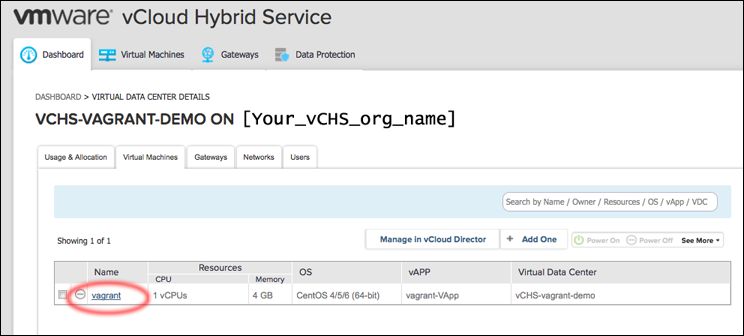 vmware vCloud Hybrid Service
Dashboard Virtual Machines Gateways Data Protection
DASHBOARD > VIRTUAL DATA CENTER DETAILS
VCHS-VAGRANT-DEMO ON [Your_vCHS_org_name]
Usage & Allocation Virtual Machines Gateways Networks Users
Search by Name / Owner / Resources / OS / vApp / VDC
Showing 1 of 1 Manage in vCloud Director + Add One Power On Power Off See More
Name Resources OS vAPP Virtual Data Center
CPU Memory
vagrant 1 vCPUs 4 GB CentOS 4/5/6 (64-bit) vagrant-VApp vCHS-vagrant-demo